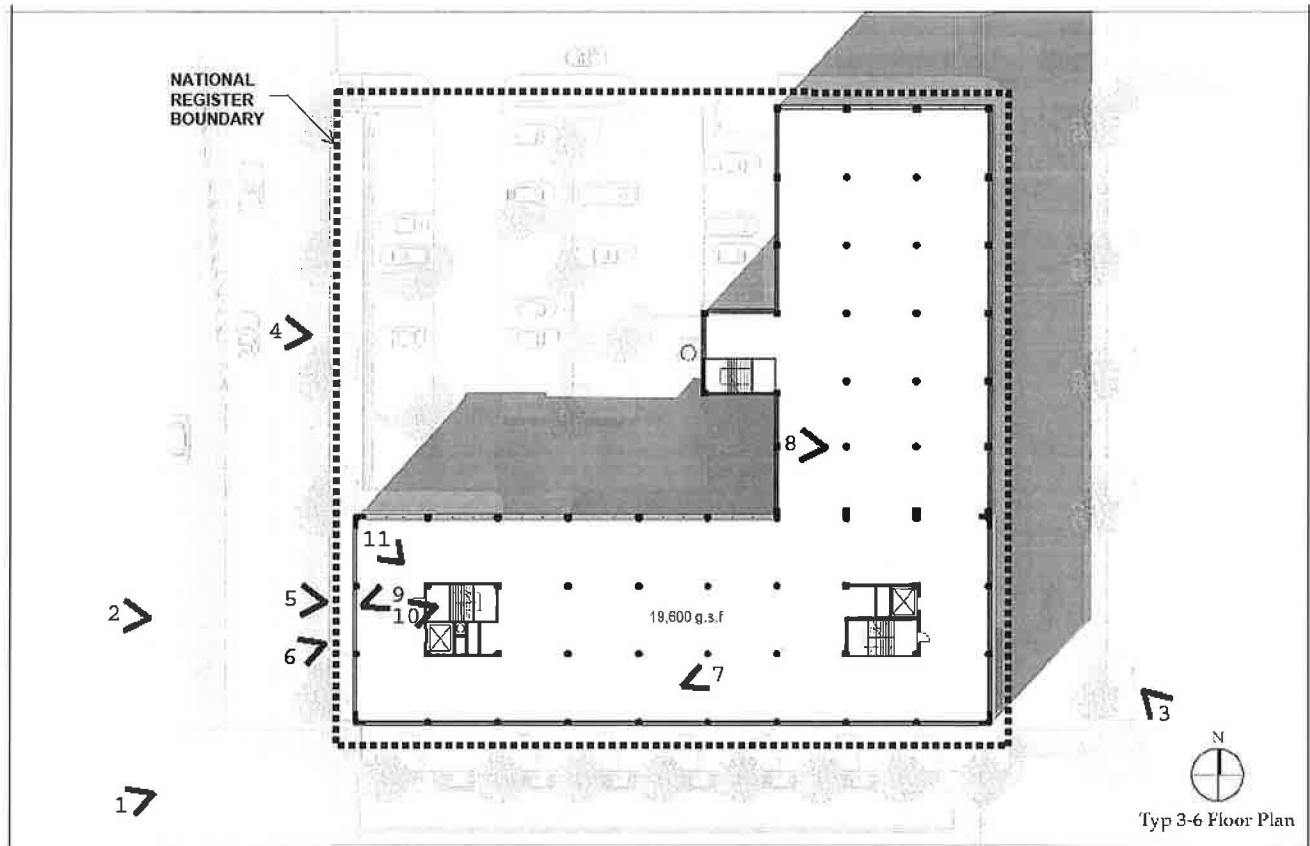 NATIONAL
REGISTER
BOUNDARY
4
8
11
5
9
2
10
19,600 g.s.f
6
7
3
N
1
Typ 3-6 Floor Plan